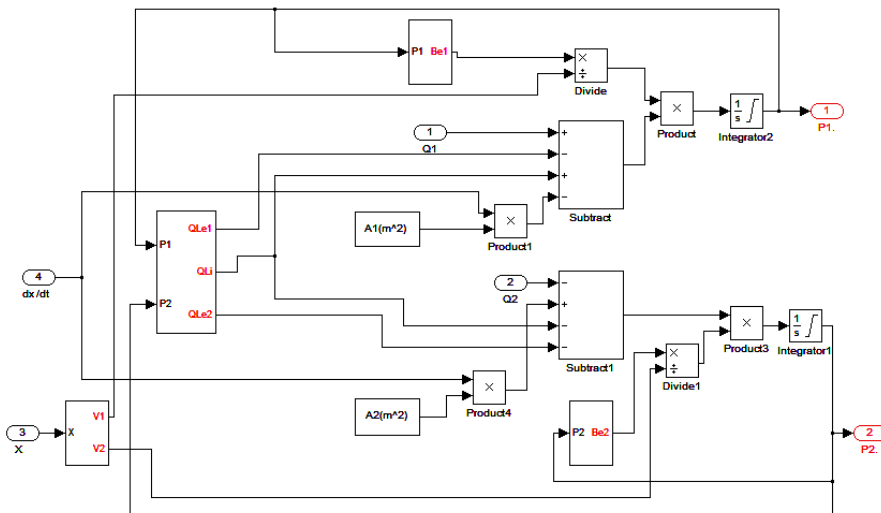 P1 Be1
×
÷
Divide
×
Product
1
s
Integrator2
1
P1.
1
Q1
+
−
+
−
Subtract
A1(m^2)
×
Product1
P1
P2
QLe1
QLi
QLe2
4
dx/dt
2
Q2
−
+
−
−
Subtract1
×
Product3
1
s
Integrator1
×
÷
Divide1
A2(m^2)
×
Product4
P2 Be2
3
X
X
V1
V2
2
P2.